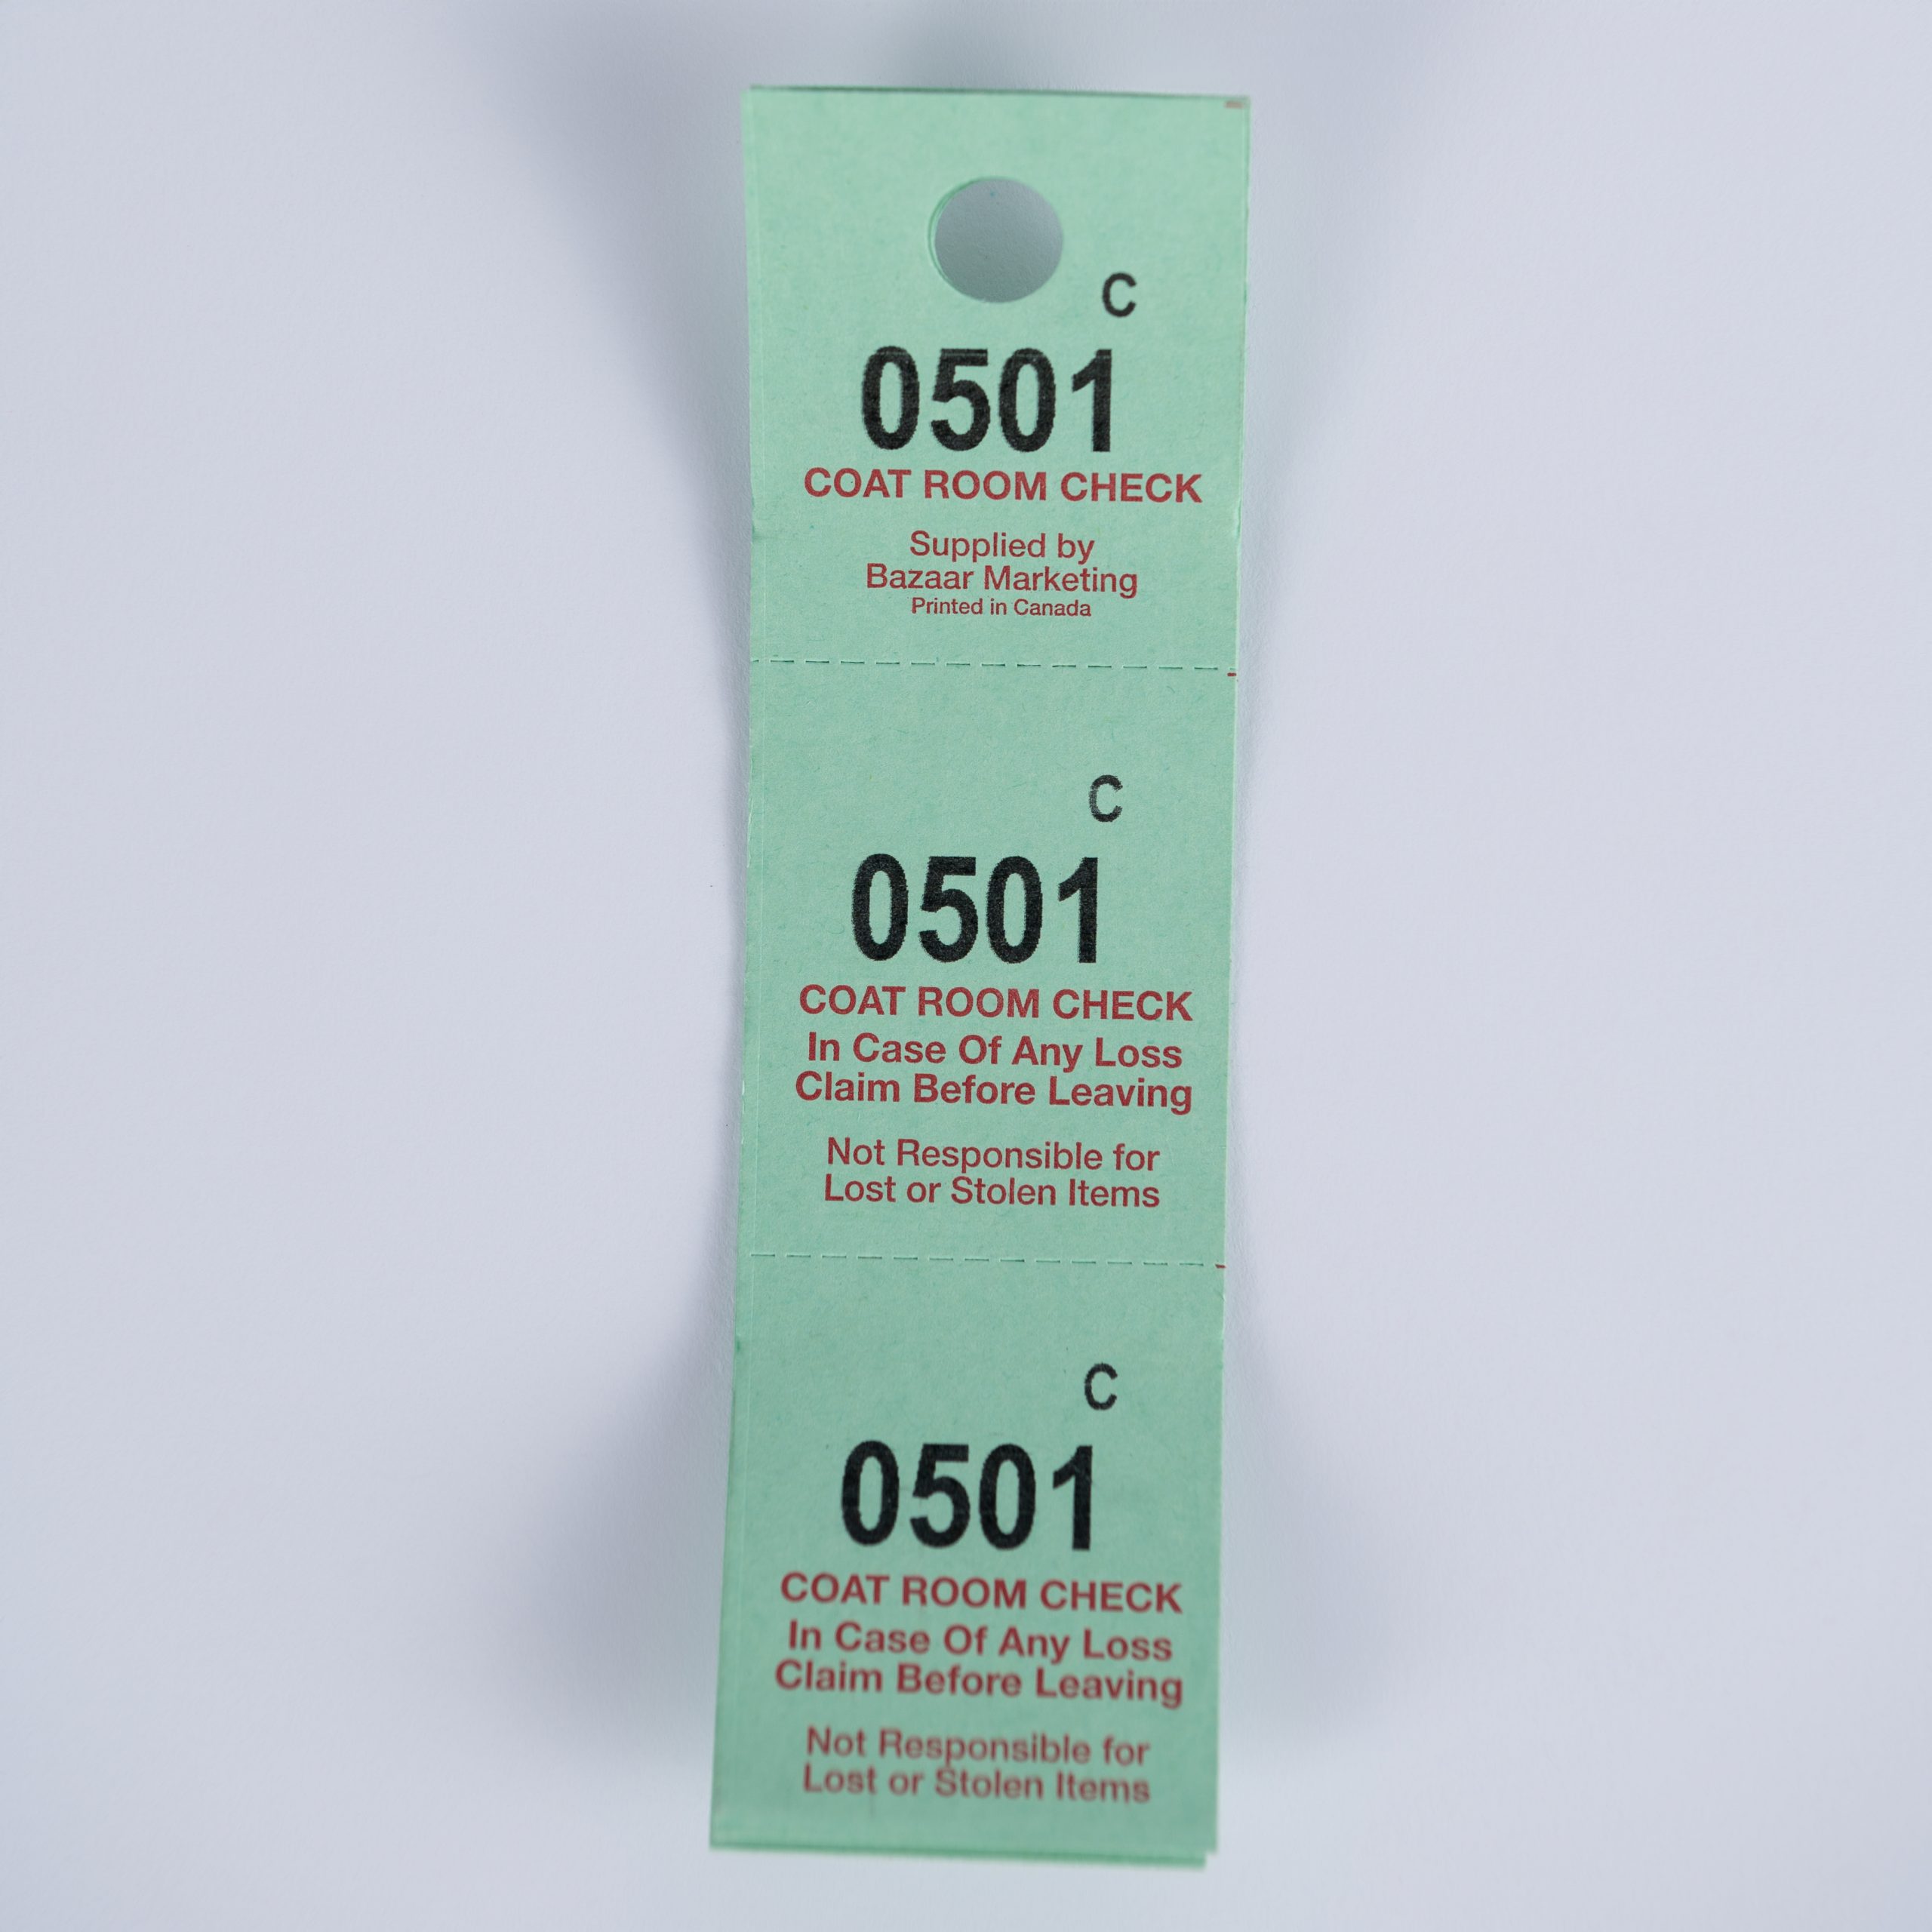 C
0501
COAT ROOM CHECK
Supplied by
Bazaar Marketing
Printed in Canada
C
0501
COAT ROOM CHECK
In Case Of Any Loss
Claim Before Leaving
Not Responsible for
Lost or Stolen Items
C
0501
COAT ROOM CHECK
In Case Of Any Loss
Claim Before Leaving
Not Responsible for
Lost or Stolen Items